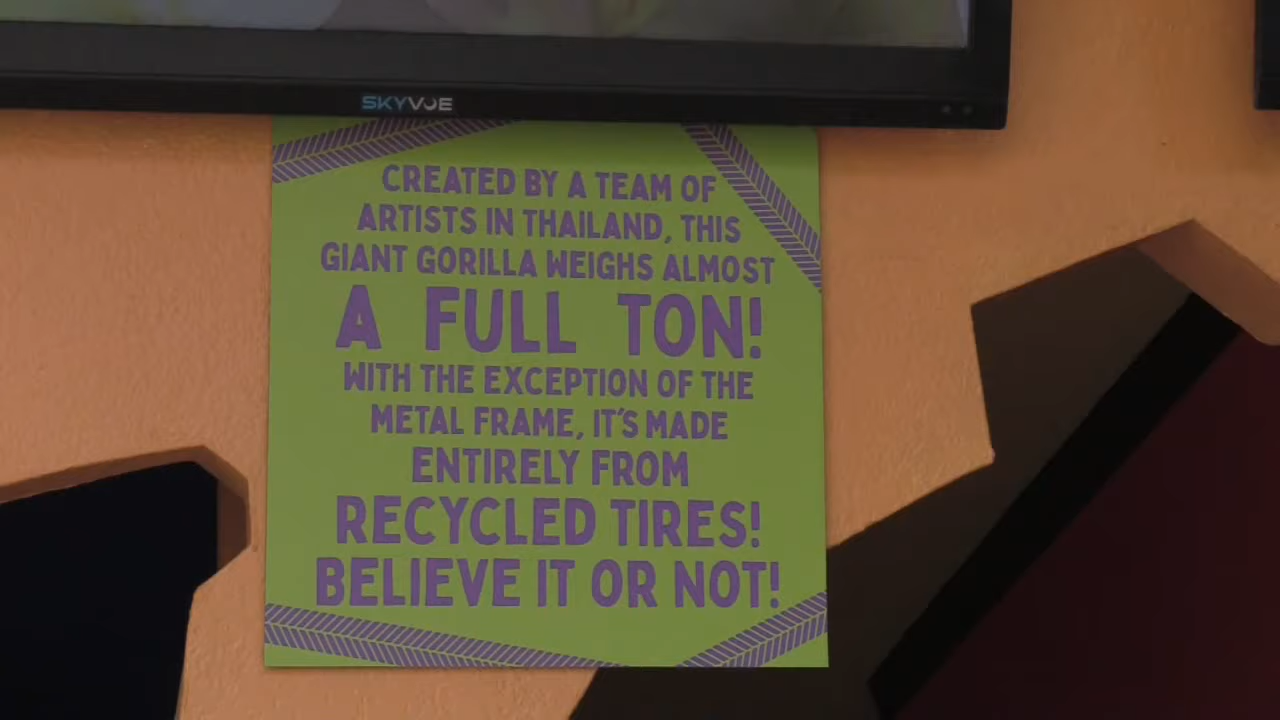 SKYVUE
CREATED BY A TEAM OF
ARTISTS IN THAILAND, THIS
GIANT GORILLA WEIGHS ALMOST
A FULL TON!
WITH THE EXCEPTION OF THE
METAL FRAME, IT'S MADE
ENTIRELY FROM
RECYCLED TIRES!
BELIEVE IT OR NOT!